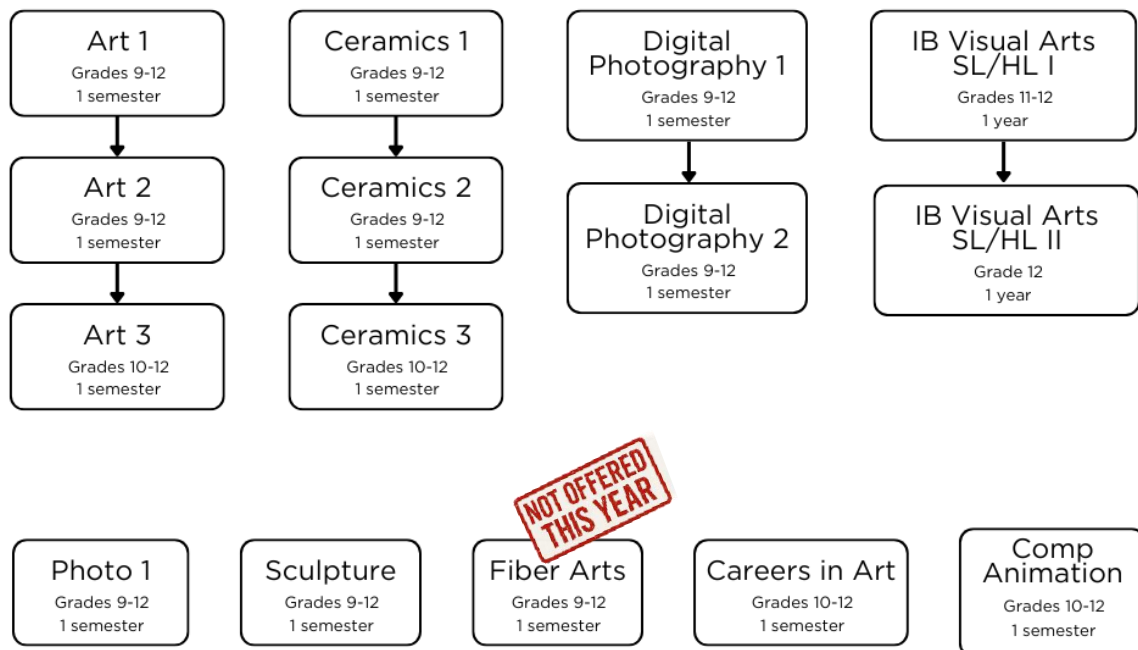 Art 1
Grades 9-12
1 semester
Ceramics 1
Grades 9-12
1 semester
Digital
Photography 1
Grades 9-12
1 semester
IB Visual Arts
SL/HL I
Grades 11-12
1 year
Art 2
Grades 9-12
1 semester
Ceramics 2
Grades 9-12
1 semester
Digital
Photography 2
Grades 9-12
1 semester
IB Visual Arts
SL/HL II
Grade 12
1 year
Art 3
Grades 10-12
1 semester
Ceramics 3
Grades 10-12
1 semester
NOT OFFERED
THIS YEAR
Photo 1
Grades 9-12
1 semester
Sculpture
Grades 9-12
1 semester
Fiber Arts
Grades 9-12
1 semester
Careers in Art
Grades 10-12
1 semester
Comp
Animation
Grades 10-12
1 semester